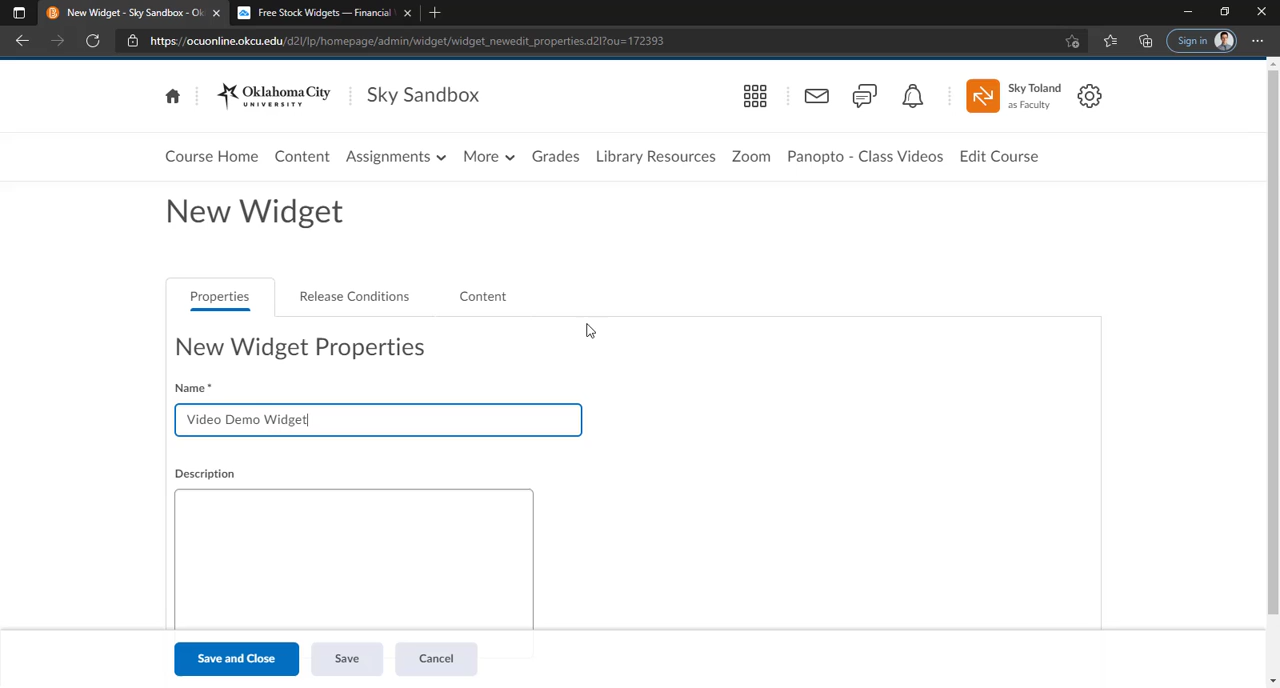 New Widget - Sky Sandbox - Ok
Free Stock Widgets — Financial
https://ocuonline.okcu.edu/d2l/lp/homepage/admin/widget/widget_newedit_properties.d2l?ou=172393
Sign in
Oklahoma City
UNIVERSITY
Sky Sandbox
Sky Toland
as Faculty
Course Home
Content
Assignments
More
Grades
Library Resources
Zoom
Panopto - Class Videos
Edit Course
New Widget
Properties
Release Conditions
Content
New Widget Properties
Name *
Video Demo Widget
Description
Save and Close
Save
Cancel